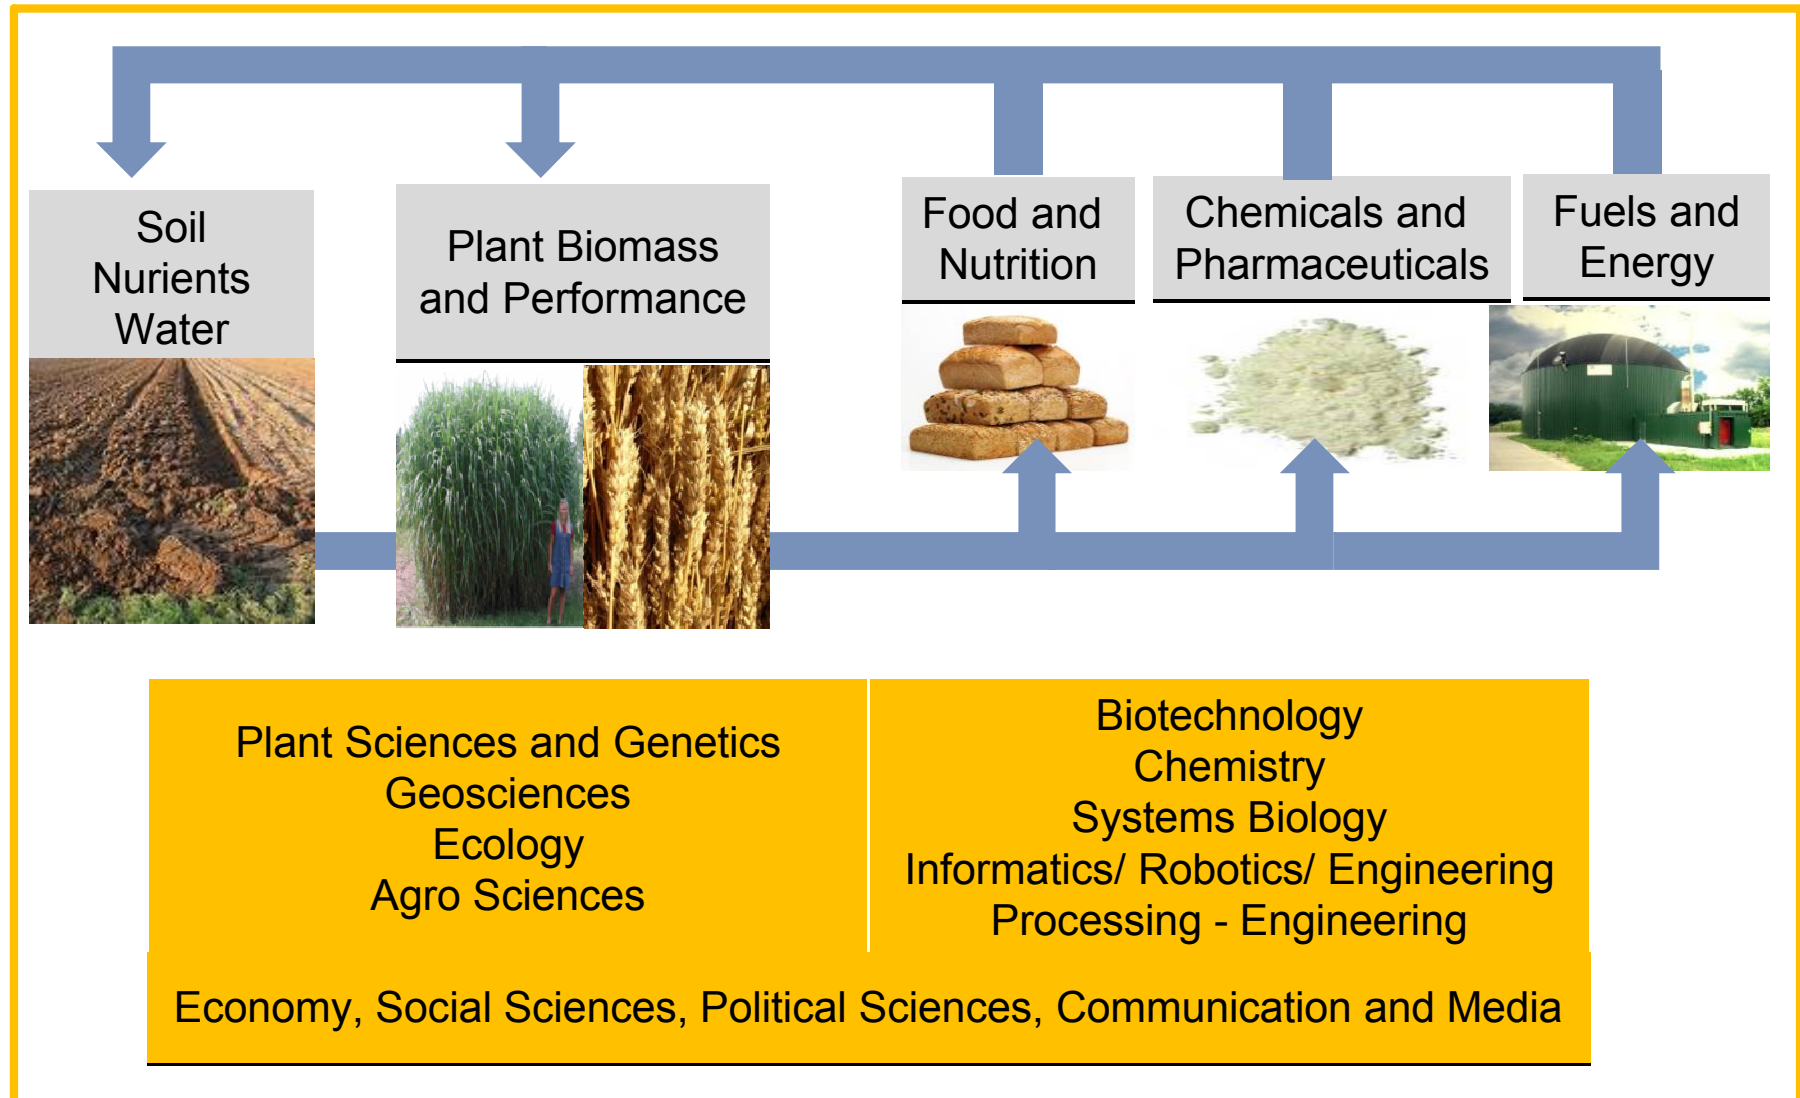 Soil
Nurients
Water
Plant Biomass
and Performance
Food and
Nutrition
Chemicals and
Pharmaceuticals
Fuels and
Energy
Plant Sciences and Genetics
Geosciences
Ecology
Agro Sciences
Biotechnology
Chemistry
Systems Biology
Informatics/ Robotics/ Engineering
Processing - Engineering
Economy, Social Sciences, Political Sciences, Communication and Media